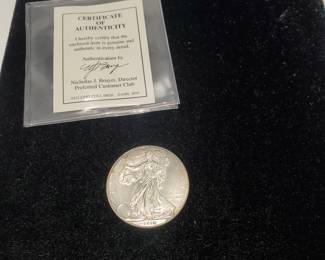 CERTIFICATE
OF
AUTHENTICITY
I hereby certify that the
enclosed item is genuine and
authentic in every detail.
Authentication by
Nicholas J. Bruyer, Director
Preferred Customer Club